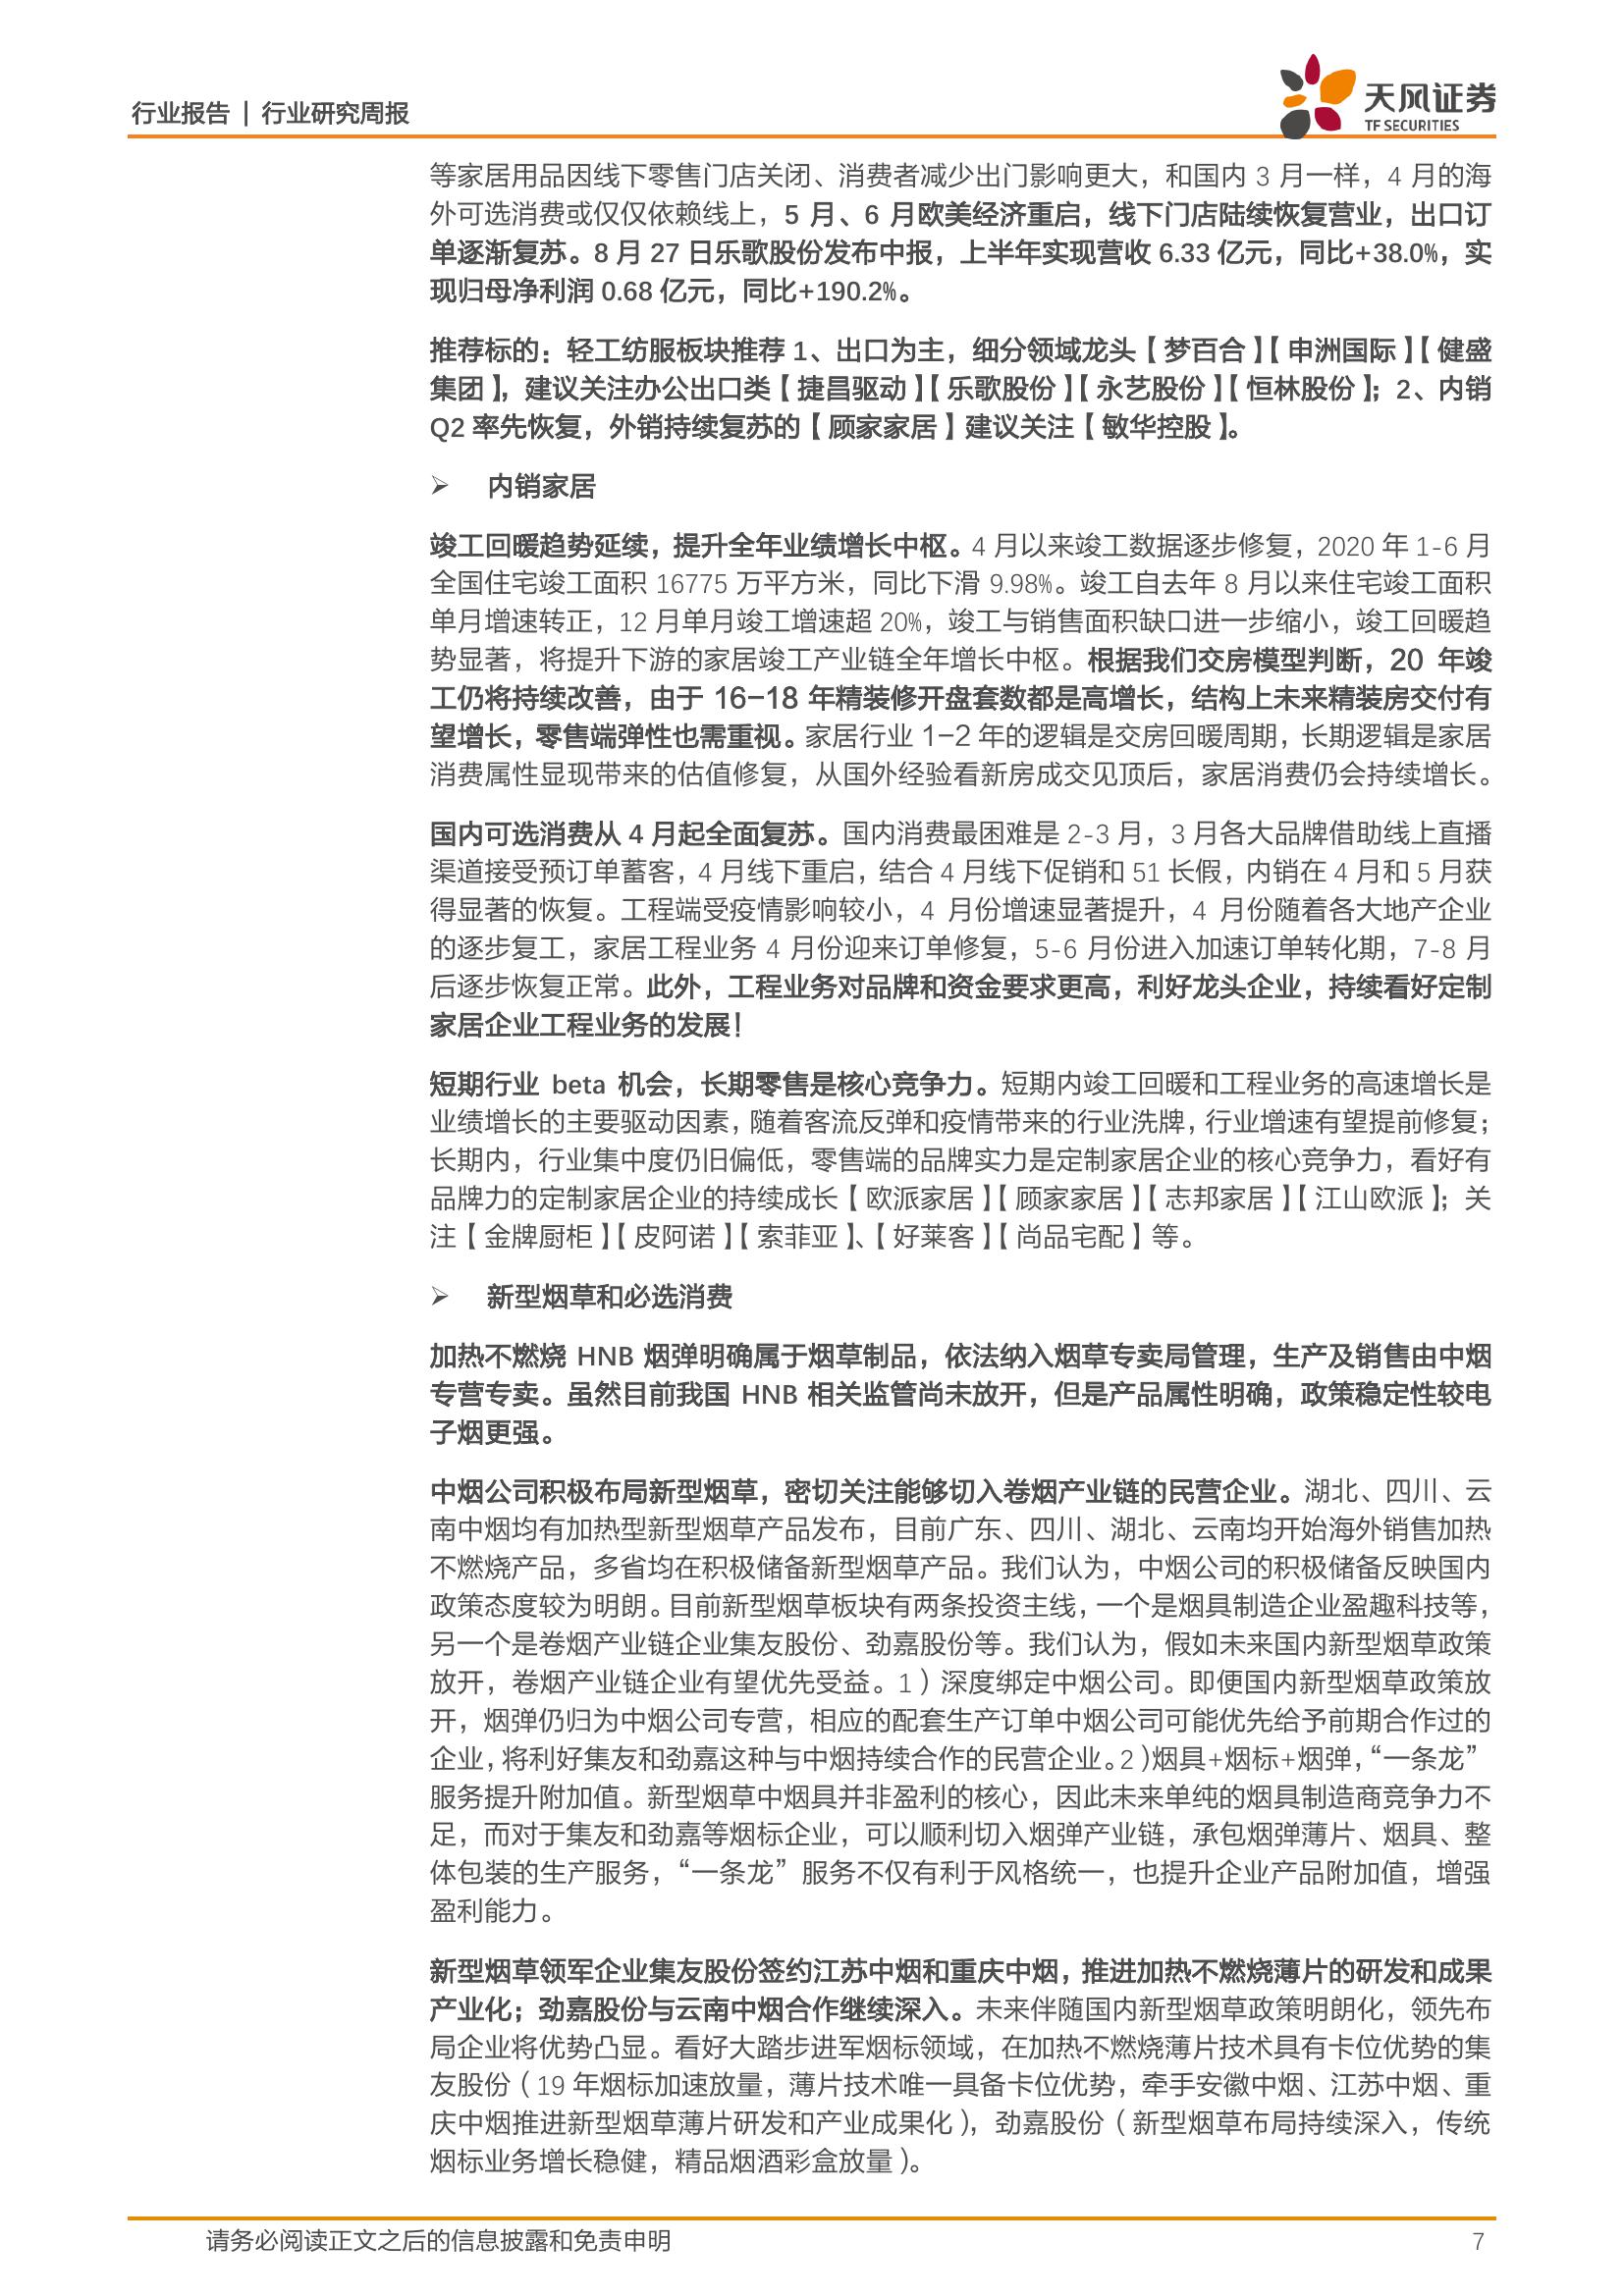 行业报告 | 行业研究周报
天风证券
TF SECURITIES
等家居用品因线下零售门店关闭、消费者减少出门影响更大，和国内 3 月一样，4 月的海
外可选消费或仅仅依赖线上，5 月、6 月欧美经济重启，线下门店陆续恢复营业，出口订
单逐渐复苏。8 月 27 日乐歌股份发布中报，上半年实现营收 6.33 亿元，同比+38.0%，实
现归母净利润 0.68 亿元，同比+190.2%。
推荐标的：轻工纺服板块推荐 1、出口为主，细分领域龙头【梦百合】【申洲国际】【健盛
集团】，建议关注办公出口类【捷昌驱动】【乐歌股份】【永艺股份】【恒林股份】；2、内销
Q2 率先恢复，外销持续复苏的【顾家家居】建议关注【敏华控股】。
➢ 内销家居
竣工回暖趋势延续，提升全年业绩增长中枢。4 月以来竣工数据逐步修复，2020 年 1-6 月
全国住宅竣工面积 16775 万平方米，同比下滑 9.98%。竣工自去年 8 月以来住宅竣工面积
单月增速转正，12 月单月竣工增速超 20%，竣工与销售面积缺口进一步缩小，竣工回暖趋
势显著，将提升下游的家居竣工产业链全年增长中枢。根据我们交房模型判断，20 年竣
工仍将持续改善，由于 16-18 年精装修开盘套数都是高增长，结构上未来精装房交付有
望增长，零售端弹性也需重视。家居行业 1-2 年的逻辑是交房回暖周期，长期逻辑是家居
消费属性显现带来的估值修复，从国外经验看新房成交见顶后，家居消费仍会持续增长。
国内可选消费从 4 月起全面复苏。国内消费最困难是 2-3 月，3 月各大品牌借助线上直播
渠道接受预订单蓄客，4 月线下重启，结合 4 月线下促销和 51 长假，内销在 4 月和 5 月获
得显著的恢复。工程端受疫情影响较小，4 月份增速显著提升，4 月份随着各大地产企业
的逐步复工，家居工程业务 4 月份迎来订单修复，5-6 月份进入加速订单转化期，7-8 月
后逐步恢复正常。此外，工程业务对品牌和资金要求更高，利好龙头企业，持续看好定制
家居企业工程业务的发展！
短期行业 beta 机会，长期零售是核心竞争力。短期内竣工回暖和工程业务的高速增长是
业绩增长的主要驱动因素，随着客流反弹和疫情带来的行业洗牌，行业增速有望提前修复；
长期内，行业集中度仍旧偏低，零售端的品牌实力是定制家居企业的核心竞争力，看好有
品牌力的定制家居企业的持续成长【欧派家居】【顾家家居】【志邦家居】【江山欧派】；关
注【金牌厨柜】【皮阿诺】【索菲亚】、【好莱客】【尚品宅配】等。
➢ 新型烟草和必选消费
加热不燃烧 HNB 烟弹明确属于烟草制品，依法纳入烟草专卖局管理，生产及销售由中烟
专营专卖。虽然目前我国 HNB 相关监管尚未放开，但是产品属性明确，政策稳定性较电
子烟更强。
中烟公司积极布局新型烟草，密切关注能够切入卷烟产业链的民营企业。湖北、四川、云
南中烟均有加热型新型烟草产品发布，目前广东、四川、湖北、云南均开始海外销售加热
不燃烧产品，多省均在积极储备新型烟草产品。我们认为，中烟公司的积极储备反映国内
政策态度较为明朗。目前新型烟草板块有两条投资主线，一个是烟具制造企业盈趣科技等，
另一个是卷烟产业链企业集友股份、劲嘉股份等。我们认为，假如未来国内新型烟草政策
放开，卷烟产业链企业有望优先受益。1）深度绑定中烟公司。即便国内新型烟草政策放
开，烟弹仍归为中烟公司专营，相应的配套生产订单中烟公司可能优先给予前期合作过的
企业，将利好集友和劲嘉这种与中烟持续合作的民营企业。2）烟具+烟标+烟弹，“一条龙”
服务提升附加值。新型烟草中烟具并非盈利的核心，因此未来单纯的烟具制造商竞争力不
足，而对于集友和劲嘉等烟标企业，可以顺利切入烟弹产业链，承包烟弹薄片、烟具、整
体包装的生产服务，“一条龙”服务不仅有利于风格统一，也提升企业产品附加值，增强
盈利能力。
新型烟草领军企业集友股份签约江苏中烟和重庆中烟，推进加热不燃烧薄片的研发和成果
产业化；劲嘉股份与云南中烟合作继续深入。未来伴随国内新型烟草政策明朗化，领先布
局企业将优势凸显。看好大踏步进军烟标领域，在加热不燃烧薄片技术具有卡位优势的集
友股份（19 年烟标加速放量，薄片技术唯一具备卡位优势，牵手安徽中烟、江苏中烟、重
庆中烟推进新型烟草薄片研发和产业成果化），劲嘉股份（新型烟草布局持续深入，传统
烟标业务增长稳健，精品烟酒彩盒放量）。
请务必阅读正文之后的信息披露和免责申明
7